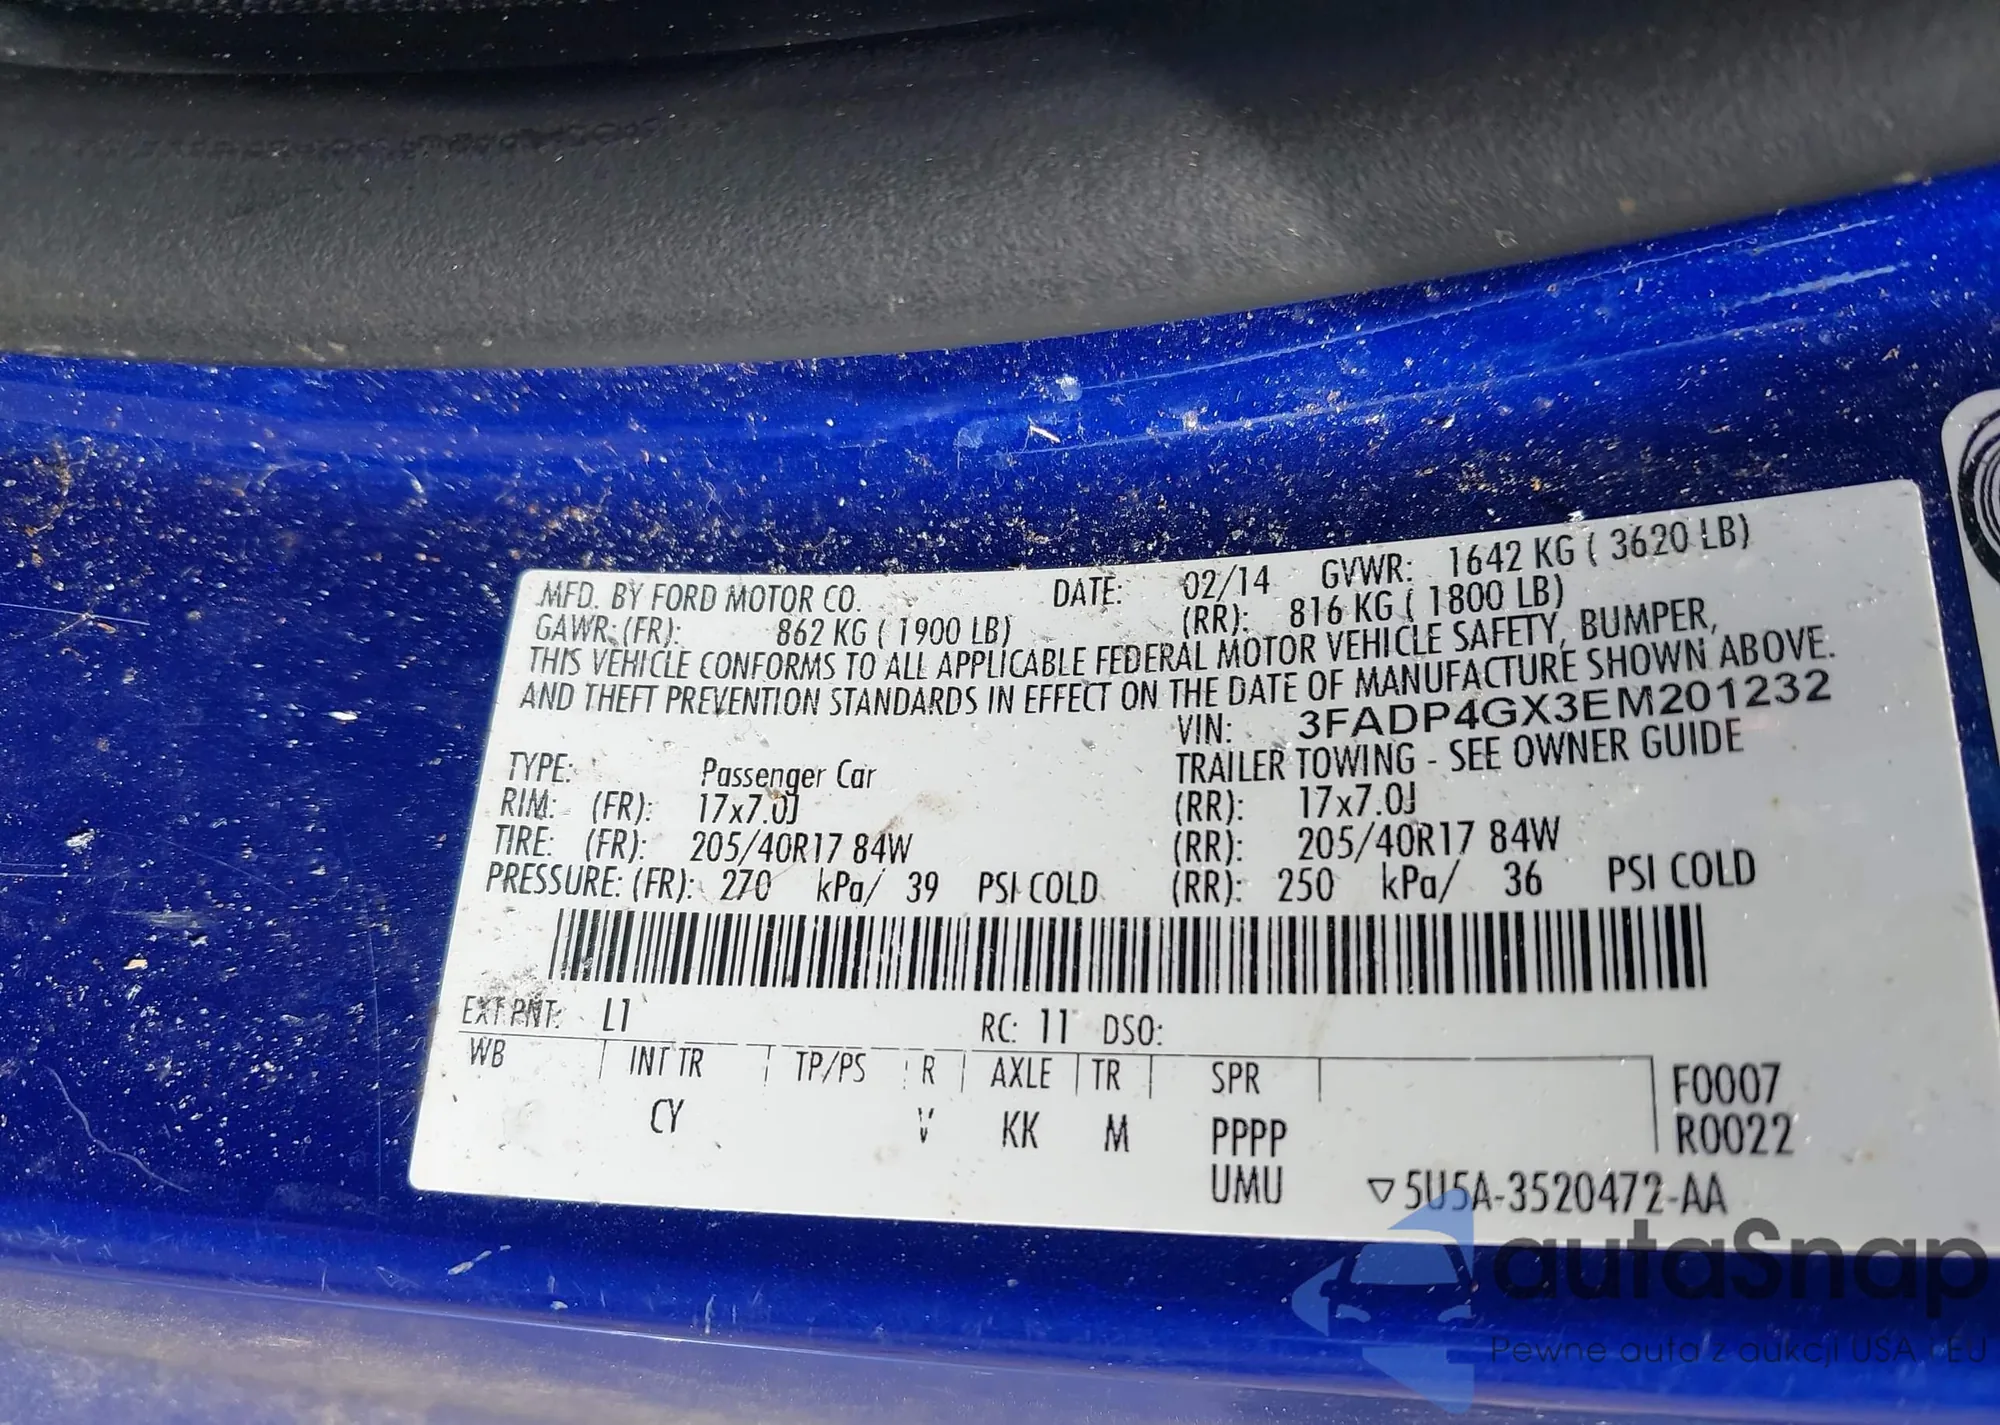 MFD. BY FORD MOTOR CO. DATE: 02/14 GVWR: 1642 KG ( 3620 LB)
GAWR: (FR): 862 KG ( 1900 LB) (RR): 816 KG ( 1800 LB)
THIS VEHICLE CONFORMS TO ALL APPLICABLE FEDERAL MOTOR VEHICLE SAFETY, BUMPER,
AND THEFT PREVENTION STANDARDS IN EFFECT ON THE DATE OF MANUFACTURE SHOWN ABOVE.
VIN: 3FADP4GX3EM201232
TYPE: Passenger Car TRAILER TOWING - SEE OWNER GUIDE
RIM: (FR): 17x7.0J (RR): 17x7.0J
TIRE: (FR): 205/40R17 84W (RR): 205/40R17 84W
PRESSURE: (FR): 270 kPa/ 39 PSI COLD (RR): 250 kPa/ 36 PSI COLD
EXT PNT: L1 RC: 11 DSO:
WB INT TR TP/PS R AXLE TR SPR F0007
CY V KK M PPPP R0022
UMU ▽5U5A-3520472-AA
autaSnap
Pewne auta z aukcji USA i EU